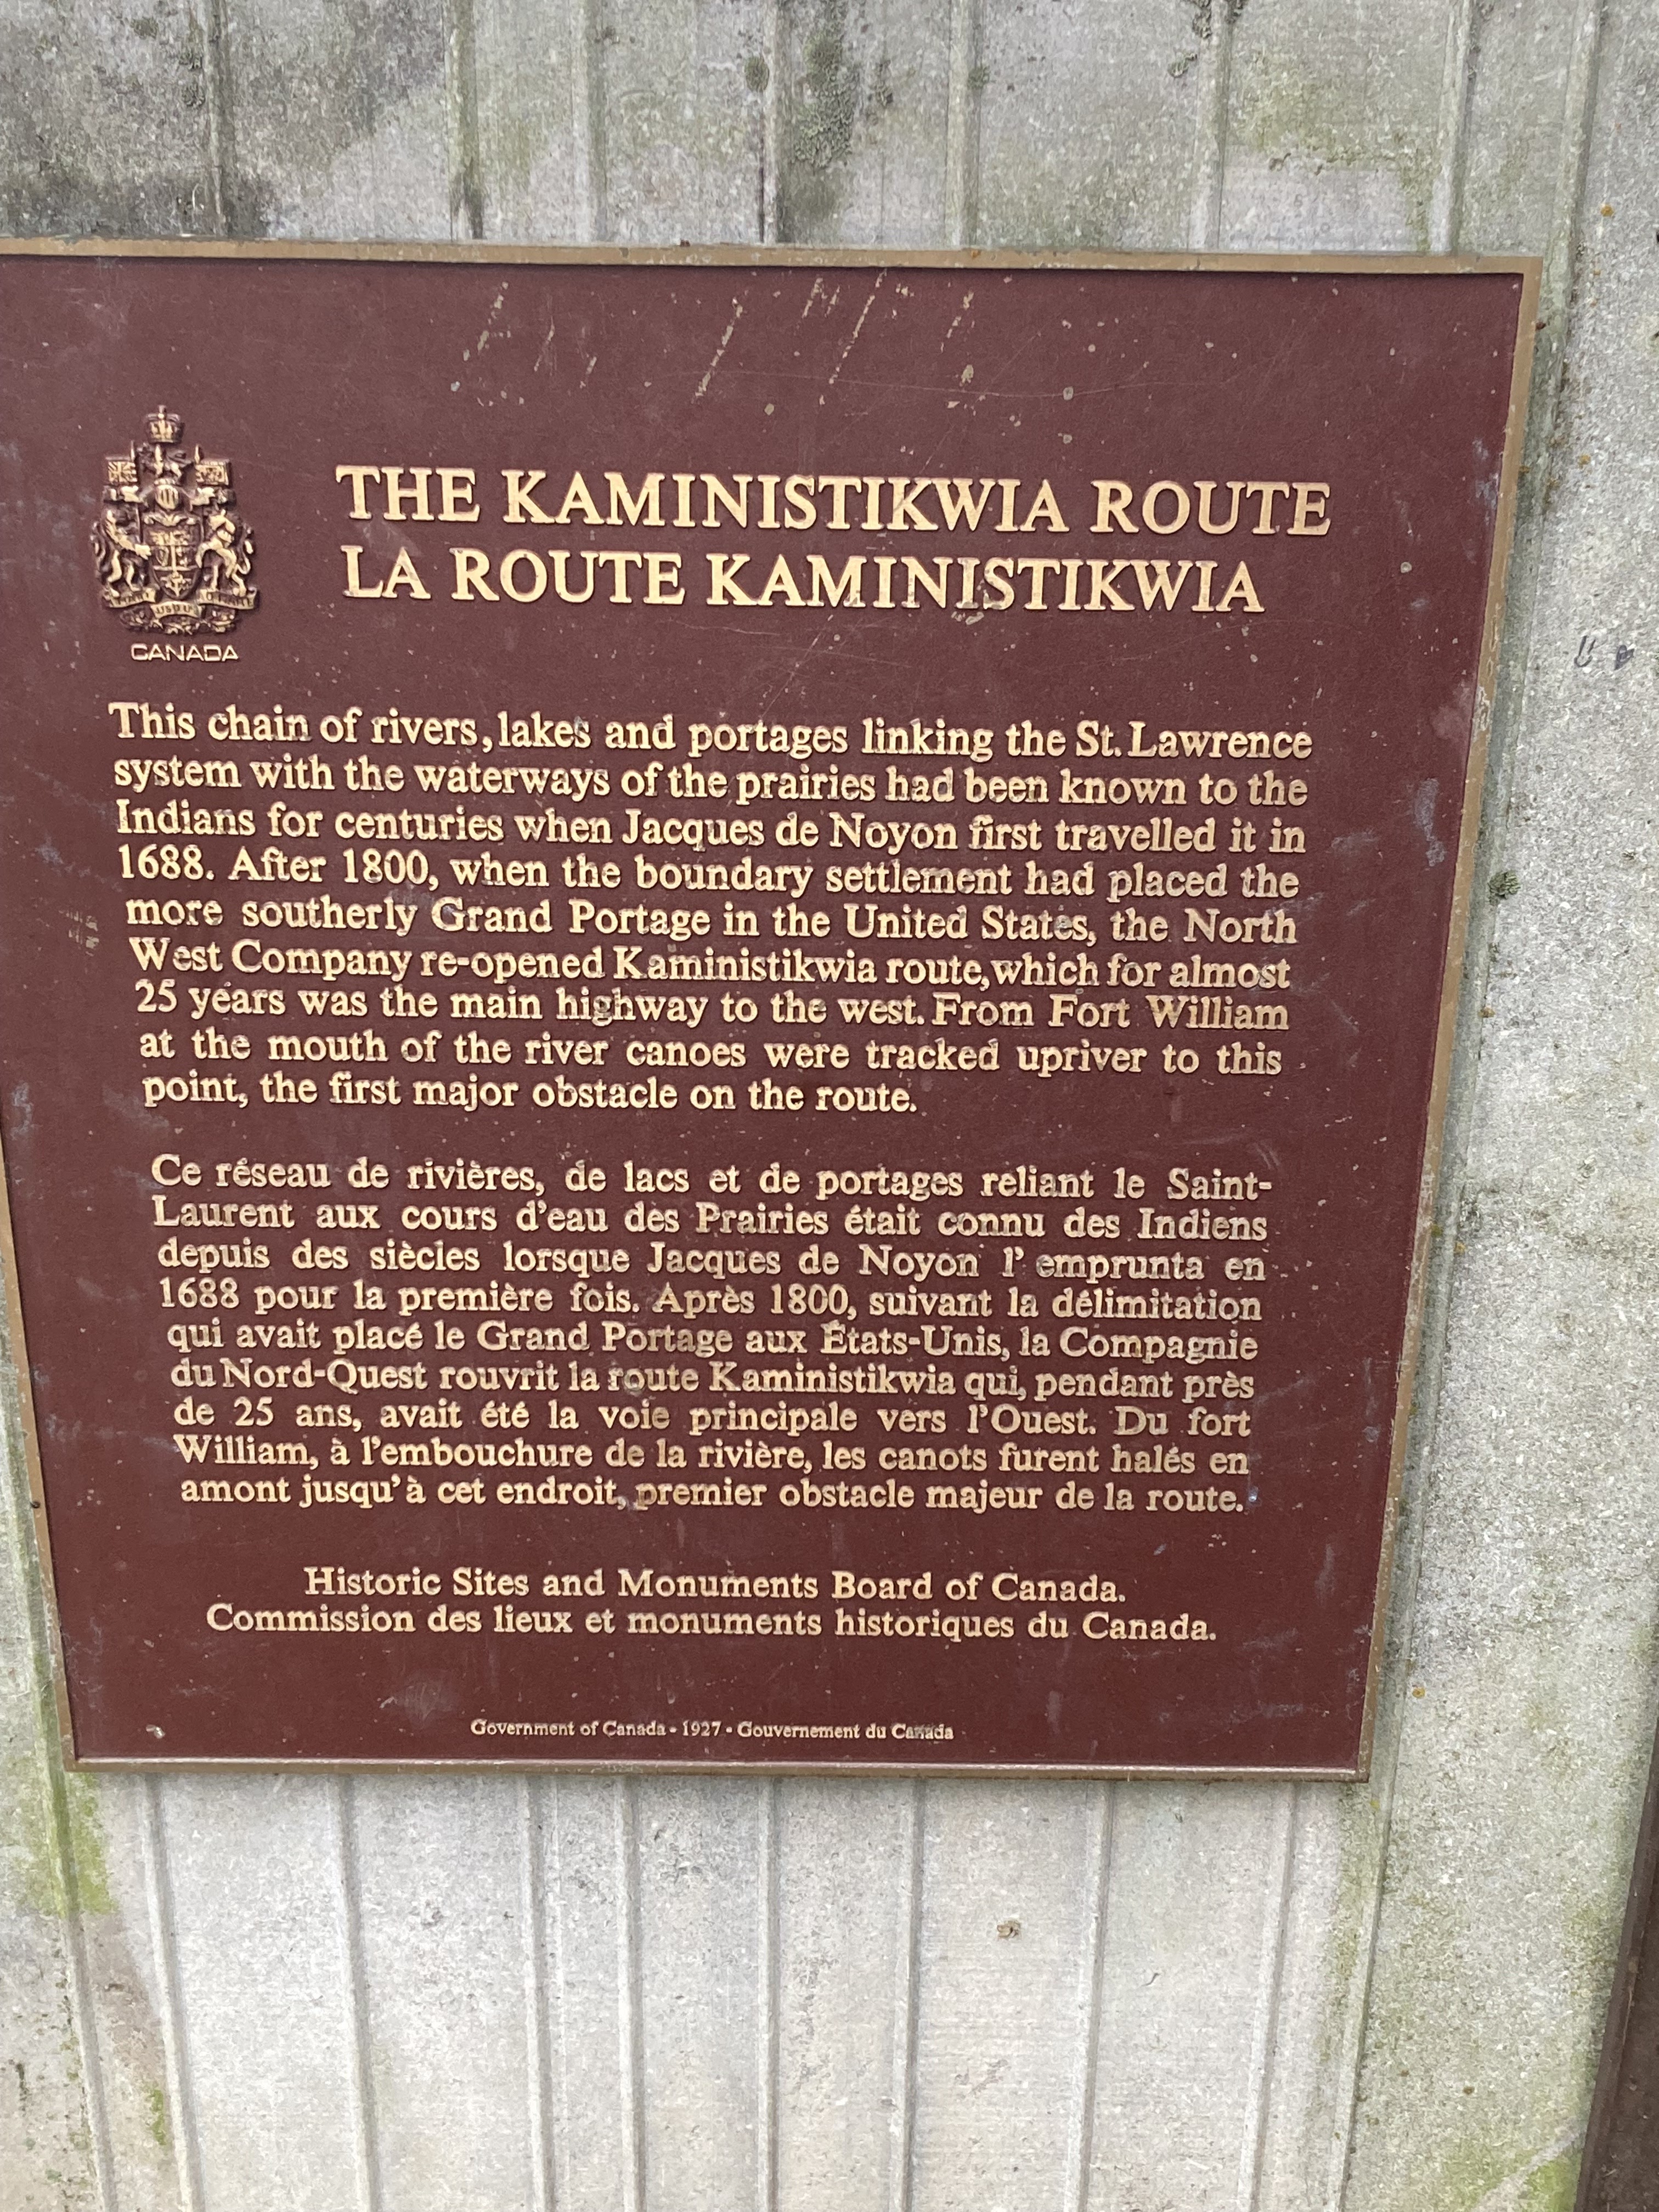 THE KAMINISTIKWIA ROUTE
LA ROUTE KAMINISTIKWIA
CANADA
This chain of rivers, lakes and portages linking the St. Lawrence
system with the waterways of the prairies had been known to the
Indians for centuries when Jacques de Noyon first travelled it in
1688. After 1800, when the boundary settlement had placed the
more southerly Grand Portage in the United States, the North
West Company re-opened Kaministikwia route, which for almost
25 years was the main highway to the west. From Fort William
at the mouth of the river canoes were tracked upriver to this
point, the first major obstacle on the route.
Ce réseau de rivières, de lacs et de portages reliant le Saint-
Laurent aux cours d'eau des Prairies était connu des Indiens
depuis des siècles lorsque Jacques de Noyon l' emprunta en
1688 pour la première fois. Après 1800, suivant la délimitation
qui avait placé le Grand Portage aux États-Unis, la Compagnie
du Nord-Quest rouvrit la route Kaministikwia qui, pendant près
de 25 ans, avait été la voie principale vers l'Ouest. Du fort
William, à l'embouchure de la rivière, les canots furent halés en
amont jusqu'à cet endroit, premier obstacle majeur de la route.
Historic Sites and Monuments Board of Canada.
Commission des lieux et monuments historiques du Canada.
Government of Canada - 1927 - Gouvernement du Canada